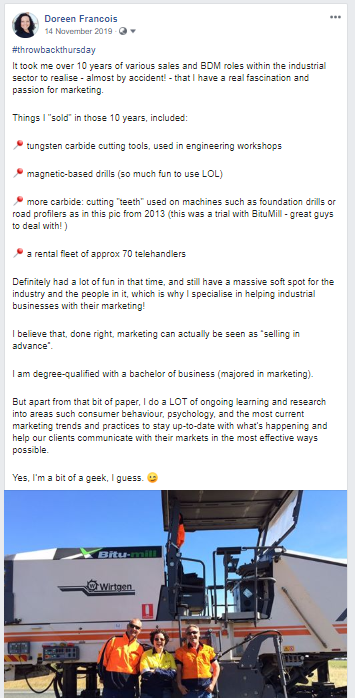 Doreen Francois
14 November 2019 ·
#throwbackthursday
It took me over 10 years of various sales and BDM roles within the industrial
sector to realise - almost by accident! - that I have a real fascination and
passion for marketing.
Things I "sold" in those 10 years, included:
📍 tungsten carbide cutting tools, used in engineering workshops
📍 magnetic-based drills (so much fun to use LOL)
📍 more carbide: cutting "teeth" used on machines such as foundation drills or
road profilers as in this pic from 2013 (this was a trial with BituMill - great guys
to deal with! )
📍 a rental fleet of approx 70 telehandlers
Definitely had a lot of fun in that time, and still have a massive soft spot for the
industry and the people in it, which is why I specialise in helping industrial
businesses with their marketing!
I believe that, done right, marketing can actually be seen as "selling in
advance".
I am degree-qualified with a bachelor of business (majored in marketing).
But apart from that bit of paper, I do a LOT of ongoing learning and research
into areas such consumer behaviour, psychology, and the most current
marketing trends and practices to stay up-to-date with what's happening and
help our clients communicate with their markets in the most effective ways
possible.
Yes, I'm a bit of a geek, I guess. 😉
Bitu-mill
Wirtgen